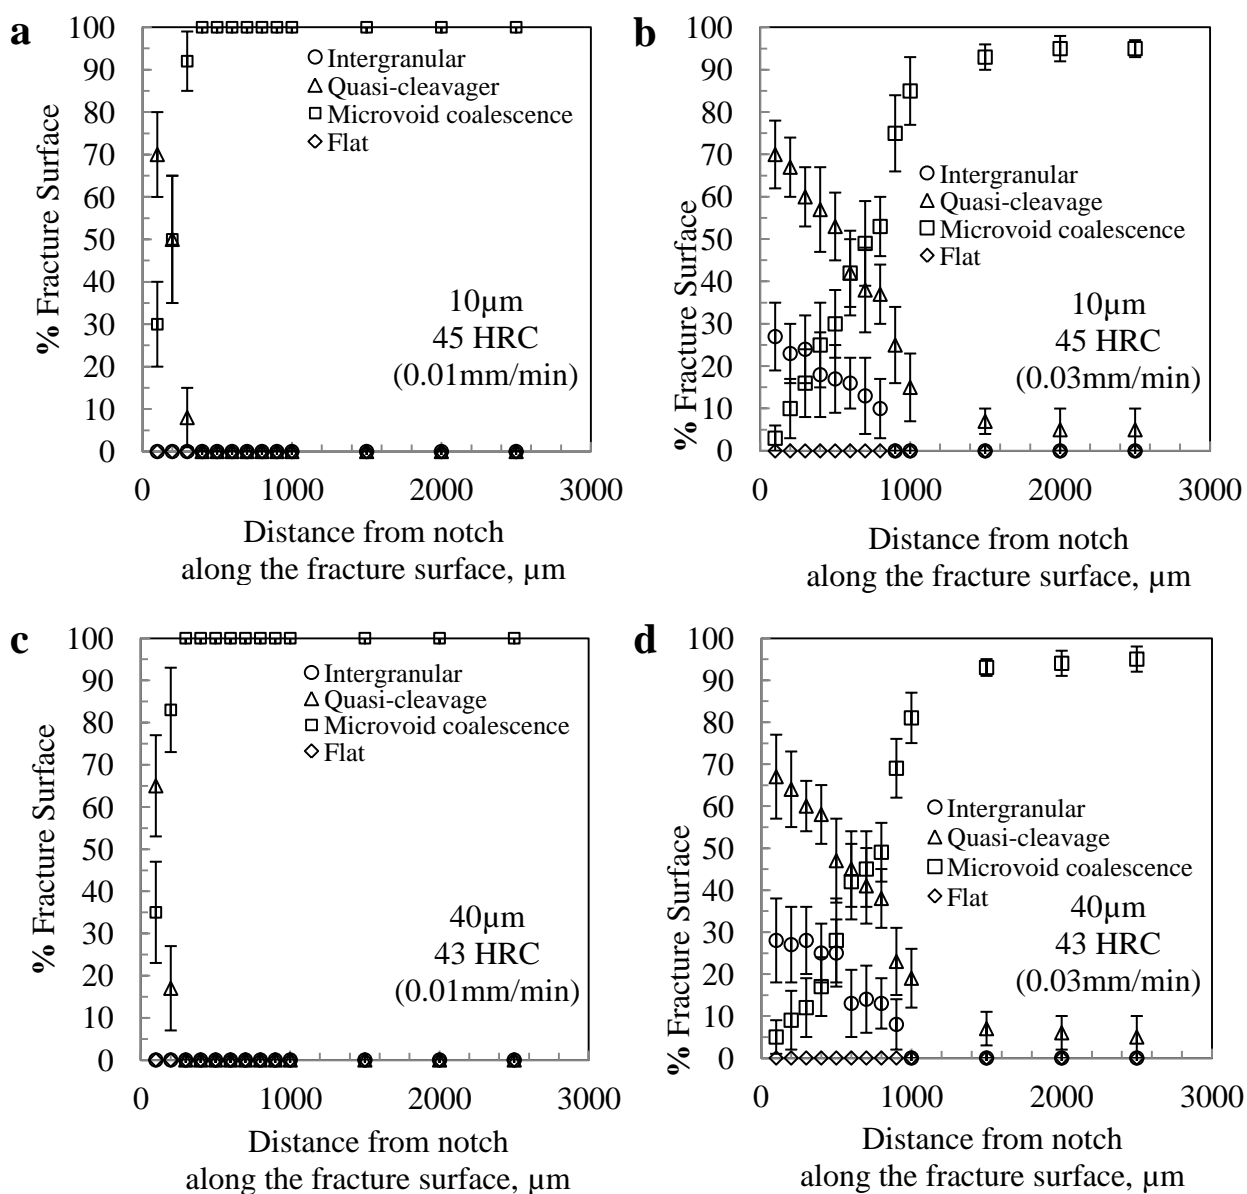 a
100
90
80
70
60
50
40
30
20
10
0
% Fracture Surface
Intergranular
Quasi-cleavager
Microvoid coalescence
Flat
10µm
45 HRC
(0.01mm/min)
0 1000 2000 3000
Distance from notch
along the fracture surface, µm
b
100
90
80
70
60
50
40
30
20
10
0
% Fracture Surface
Intergranular
Quasi-cleavage
Microvoid coalescence
Flat
10µm
45 HRC
(0.03mm/min)
0 1000 2000 3000
Distance from notch
along the fracture surface, µm
c
100
90
80
70
60
50
40
30
20
10
0
% Fracture Surface
Intergranular
Quasi-cleavage
Microvoid coalescence
Flat
40µm
43 HRC
(0.01mm/min)
0 1000 2000 3000
Distance from notch
along the fracture surface, µm
d
100
90
80
70
60
50
40
30
20
10
0
% Fracture Surface
Intergranular
Quasi-cleavage
Microvoid coalescence
Flat
40µm
43 HRC
(0.03mm/min)
0 1000 2000 3000
Distance from notch
along the fracture surface, µm